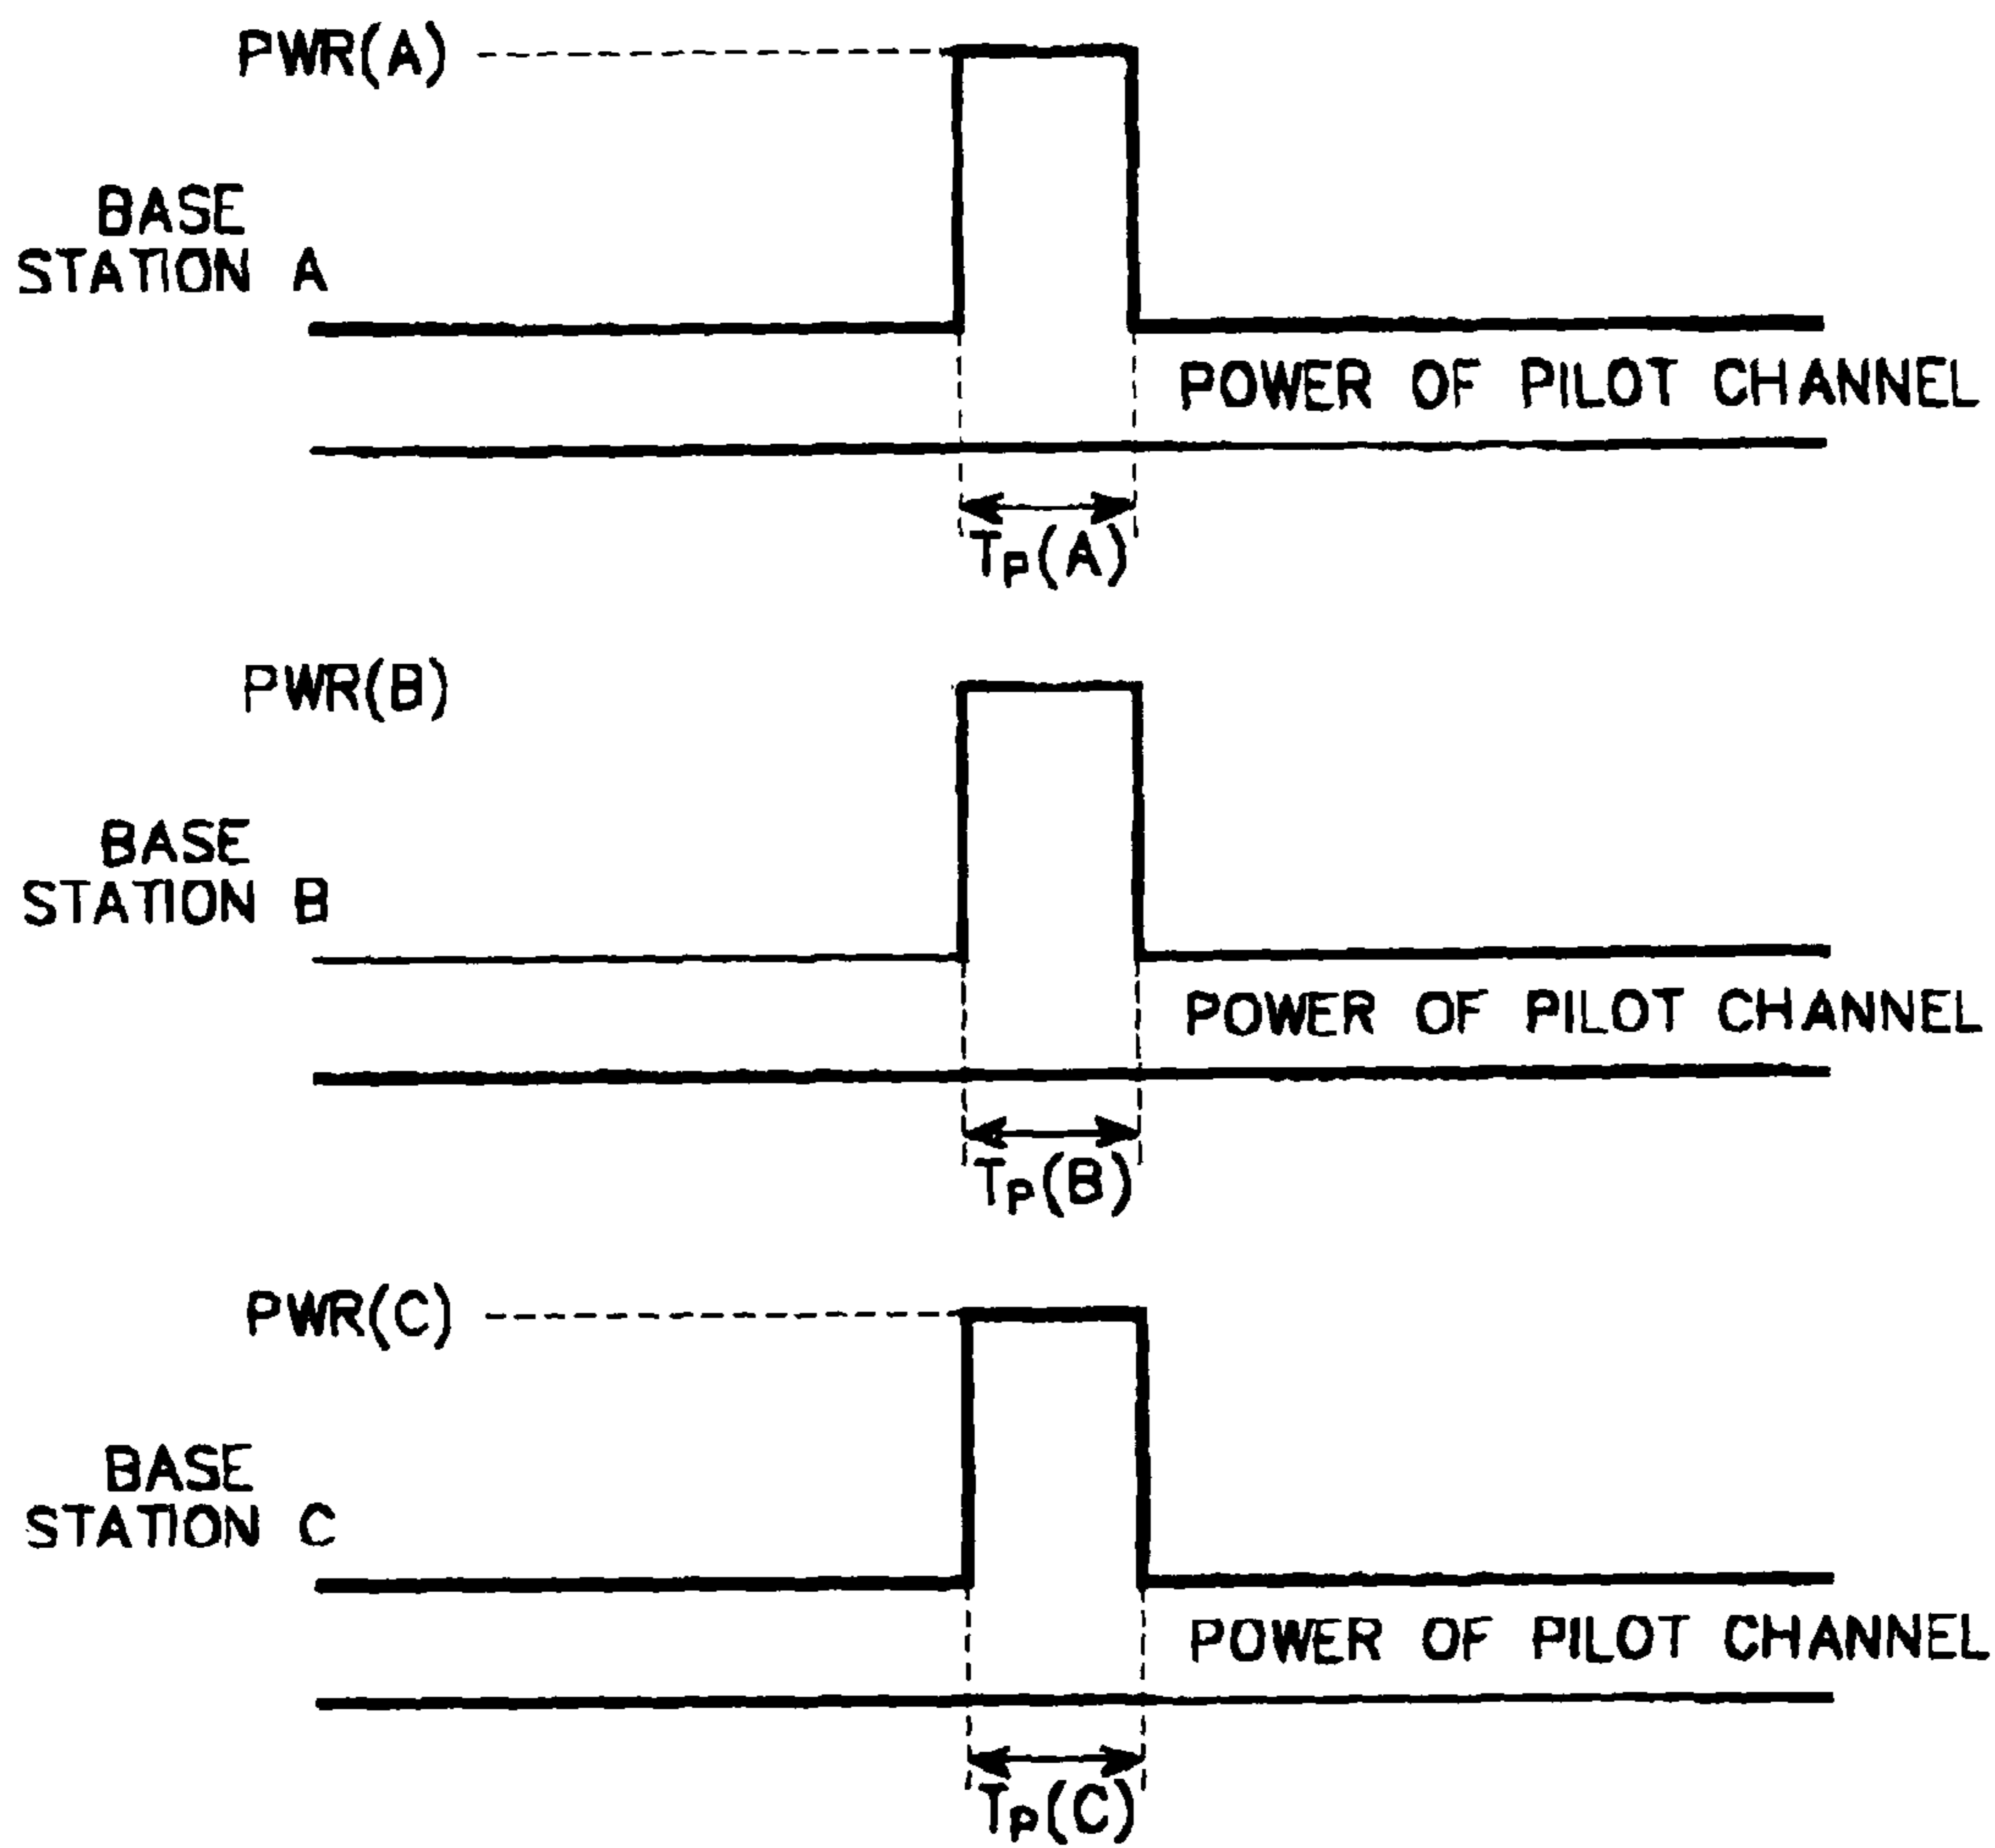 PWR(A)
BASE
STATION A
POWER OF PILOT CHANNEL
Tp(A)
PWR(B)
BASE
STATION B
POWER OF PILOT CHANNEL
Tp(B)
PWR(C)
BASE
STATION C
POWER OF PILOT CHANNEL
Tp(C)